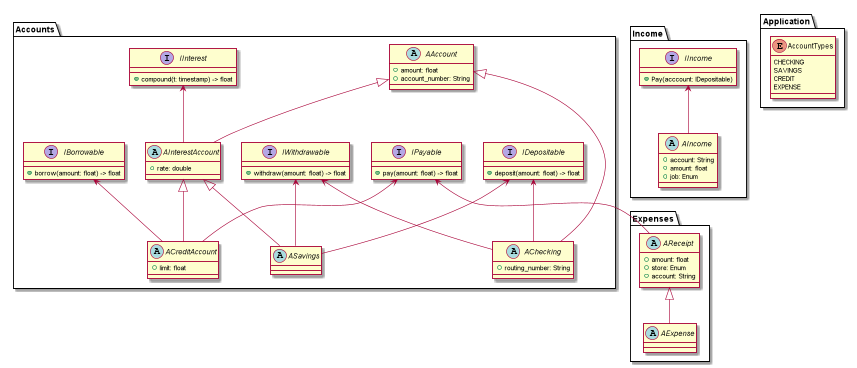 Accounts
I IInterest
compound(t: timestamp) -> float
A AAccount
amount: float
account_number: String
I IBorrowable
borrow(amount: float) -> float
A AInterestAccount
rate: double
I IWithdrawable
withdraw(amount: float) -> float
I IPayable
pay(amount: float) -> float
I IDepositable
deposit(amount: float) -> float
A ACreditAccount
limit: float
A ASavings
A AChecking
routing_number: String
Income
I IIncome
Pay(acccount: IDepositable)
A AIncome
account: String
amount: float
job: Enum
Expenses
A AReceipt
amount: float
store: Enum
account: String
A AExpense
Application
E AccountTypes
CHECKING
SAVINGS
CREDIT
EXPENSE